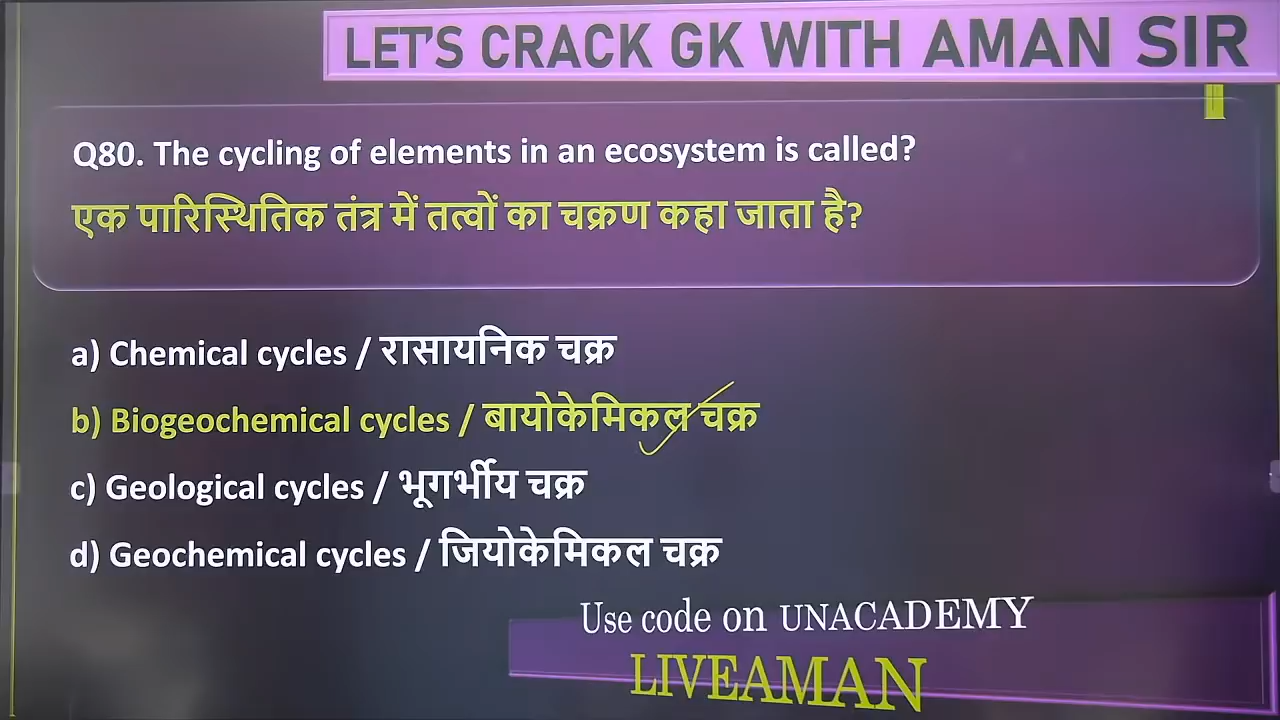 LET'S CRACK GK WITH AMAN SIR
Q80. The cycling of elements in an ecosystem is called?
एक पारिस्थितिक तंत्र में तत्वों का चक्रण कहा जाता है?
a) Chemical cycles / रासायनिक चक्र
b) Biogeochemical cycles / बायोकेमिकल चक्र
c) Geological cycles / भूगर्भीय चक्र
d) Geochemical cycles / जियोकेमिकल चक्र
Use code on UNACADEMY
LIVEAMAN